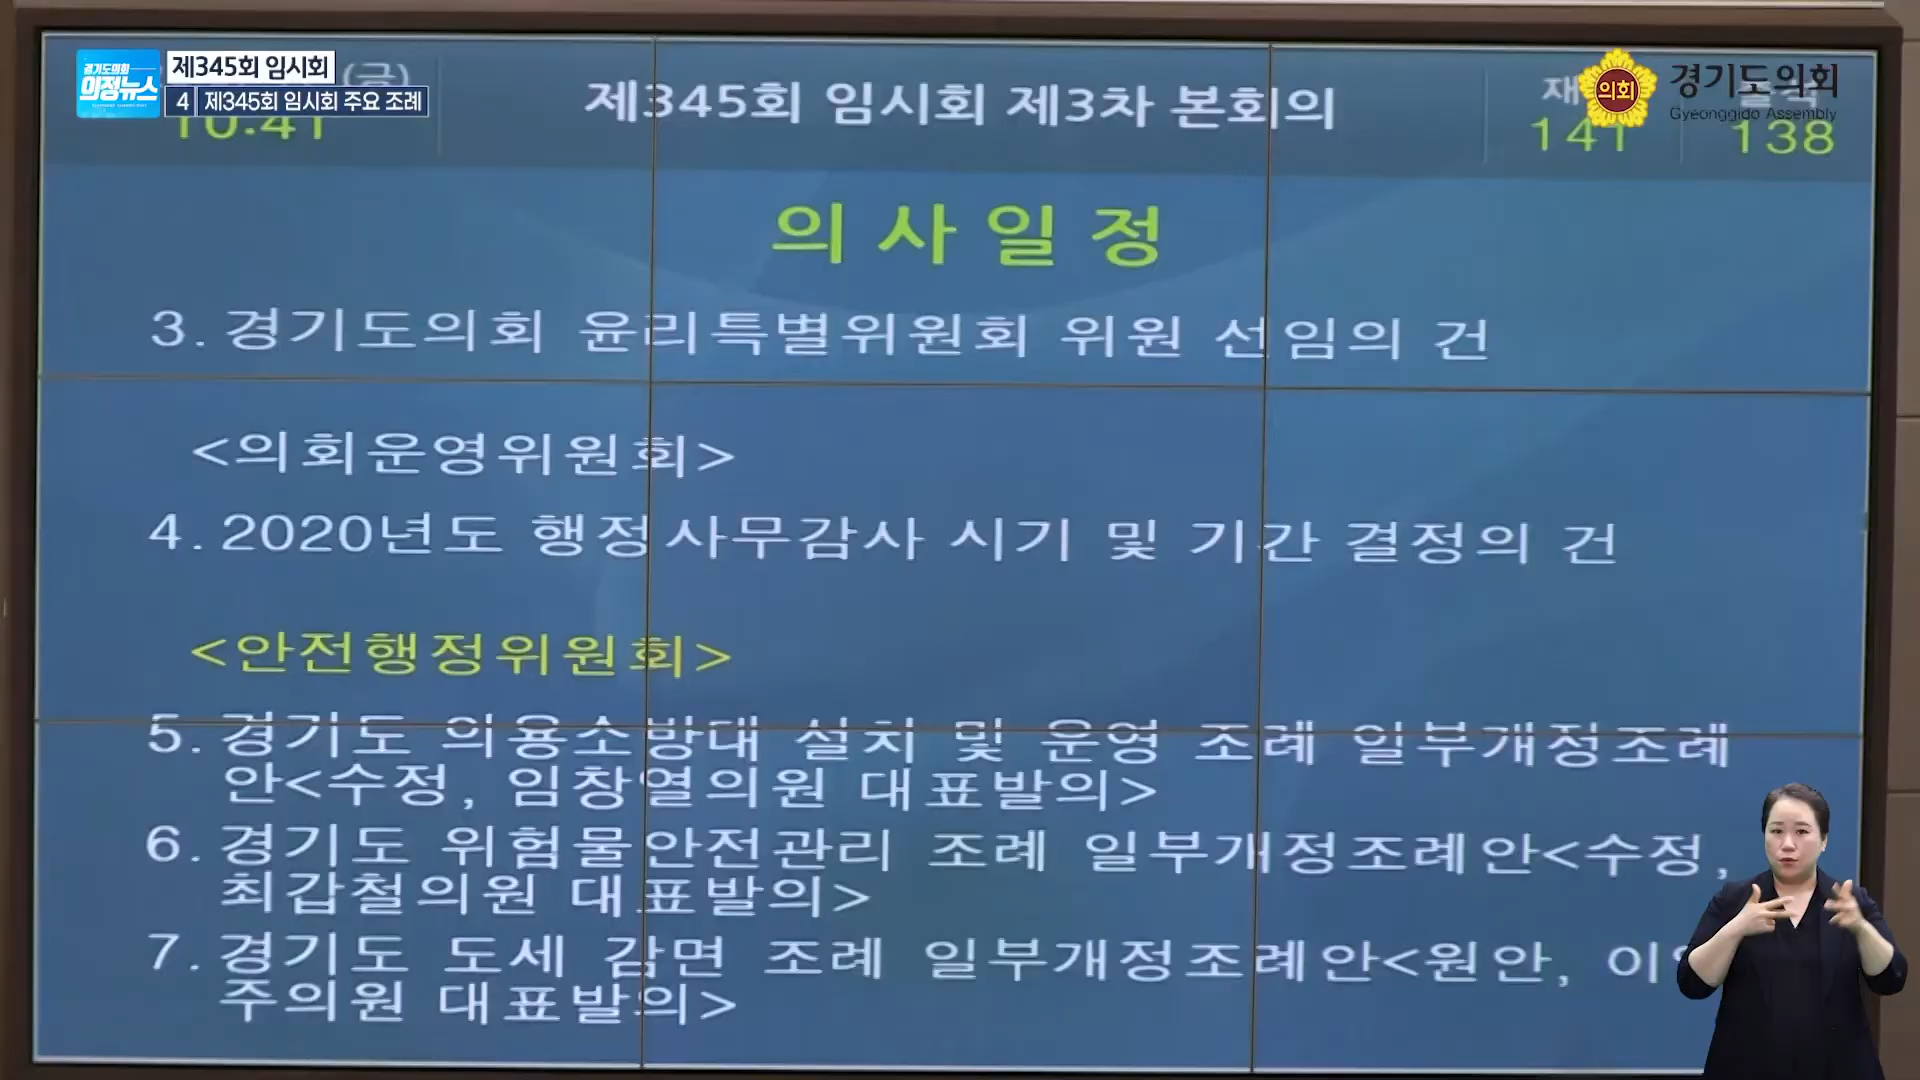 경기도의회
의정뉴스
제345회 임시회
4 제345회 임시회 주요 조례
(금)
10:41
제345회 임시회 제3차 본회의
141
138
의회
경기도의회
Gyeonggido Assembly
의사일정
3. 경기도의회 윤리특별위원회 위원 선임의 건
<의회운영위원회>
4. 2020년도 행정사무감사 시기 및 기간 결정의 건
<안전행정위원회>
5. 경기도 의용소방대 설치 및 운영 조례 일부개정조례
안<수정, 임창열의원 대표발의>
6. 경기도 위험물안전관리 조례 일부개정조례안<수정,
최갑철의원 대표발의>
7. 경기도 도세 감면 조례 일부개정조례안<원안,
주의원 대표발의>